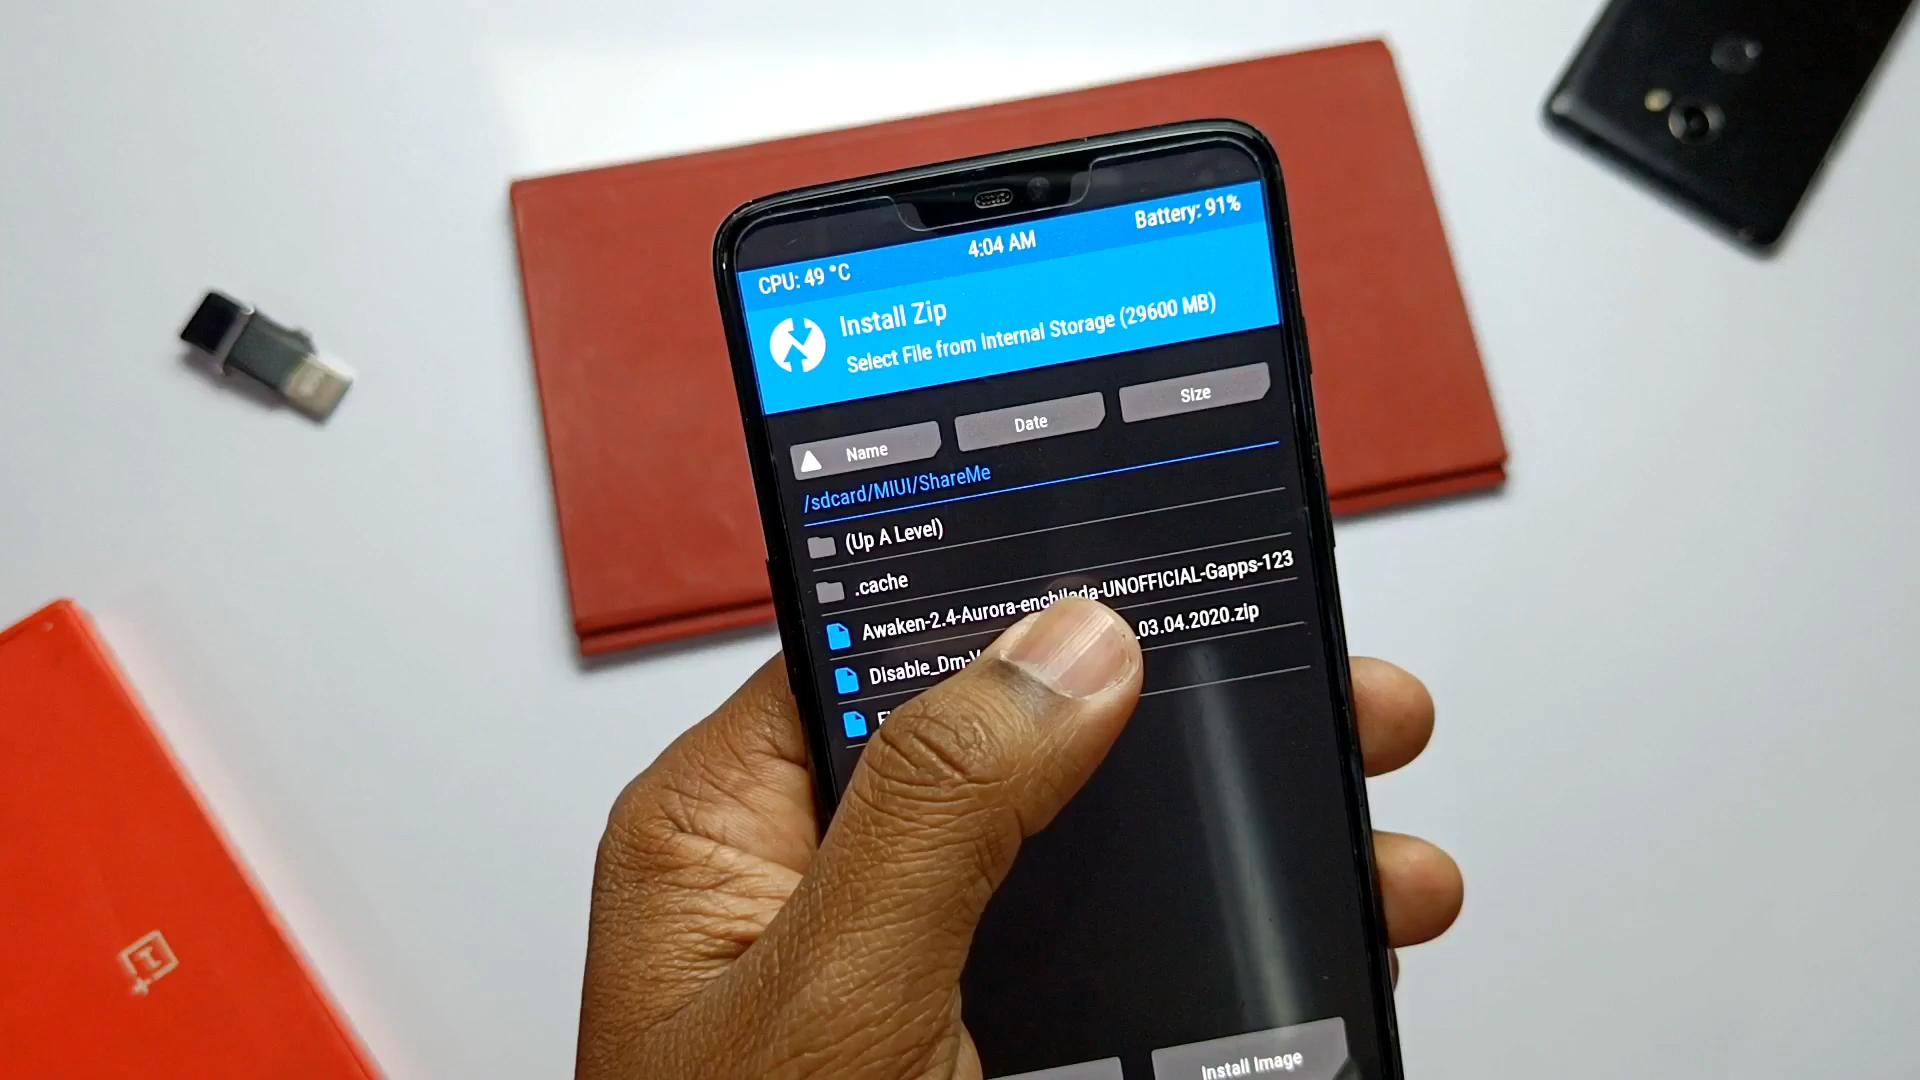 CPU: 49 °C 4:04 AM Battery: 91%
Install Zip
Select File from Internal Storage (29600 MB)
Name Date Size
/sdcard/MIUI/ShareMe
(Up A Level)
.cache
Awaken-2.4-Aurora-enchilada-UNOFFICIAL-Gapps-123
Disable_Dm-V _03.04.2020.zip
Install Image